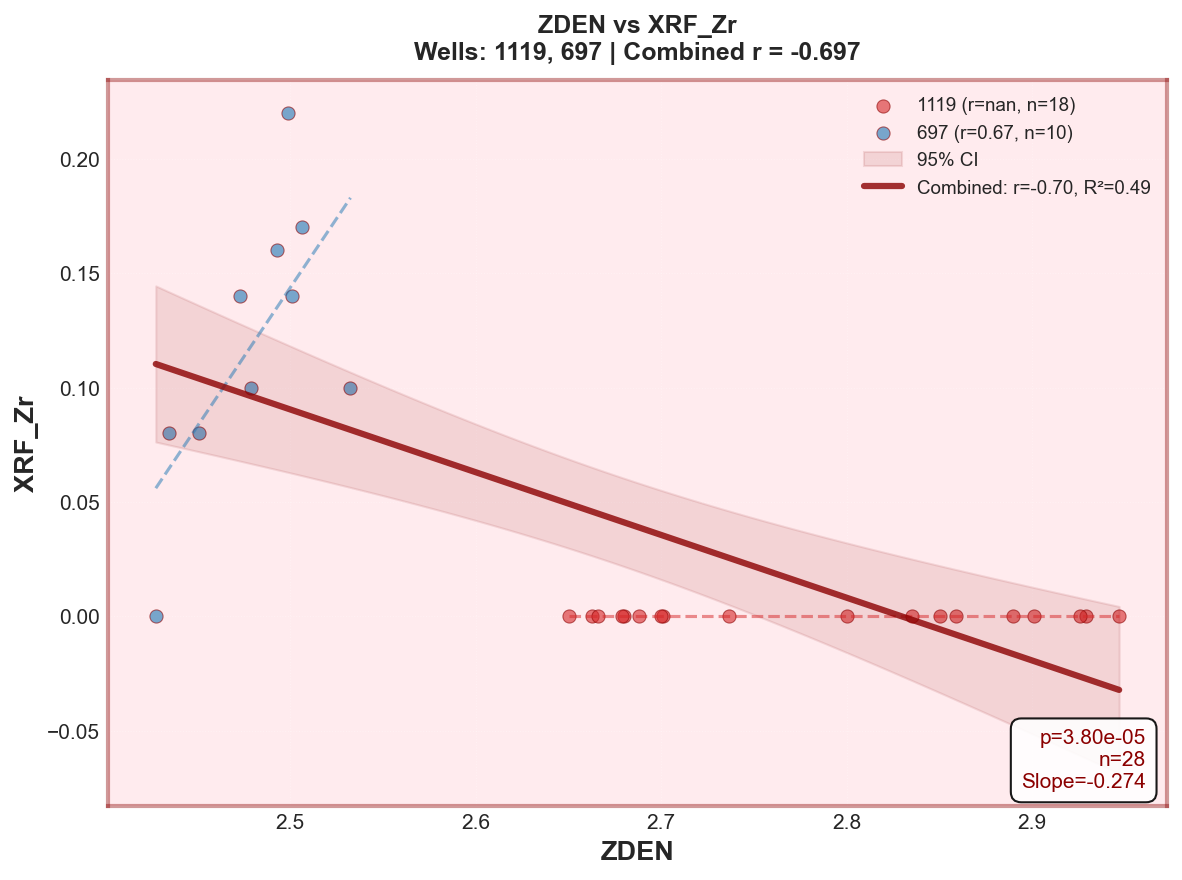 ZDEN vs XRF_Zr
Wells: 1119, 697 | Combined r = -0.697
1119 (r=nan, n=18)
697 (r=0.67, n=10)
95% CI
Combined: r=-0.70, R²=0.49
XRF_Zr
0.20
0.15
0.10
0.05
0.00
−0.05
p=3.80e-05
n=28
Slope=-0.274
2.5 2.6 2.7 2.8 2.9
ZDEN